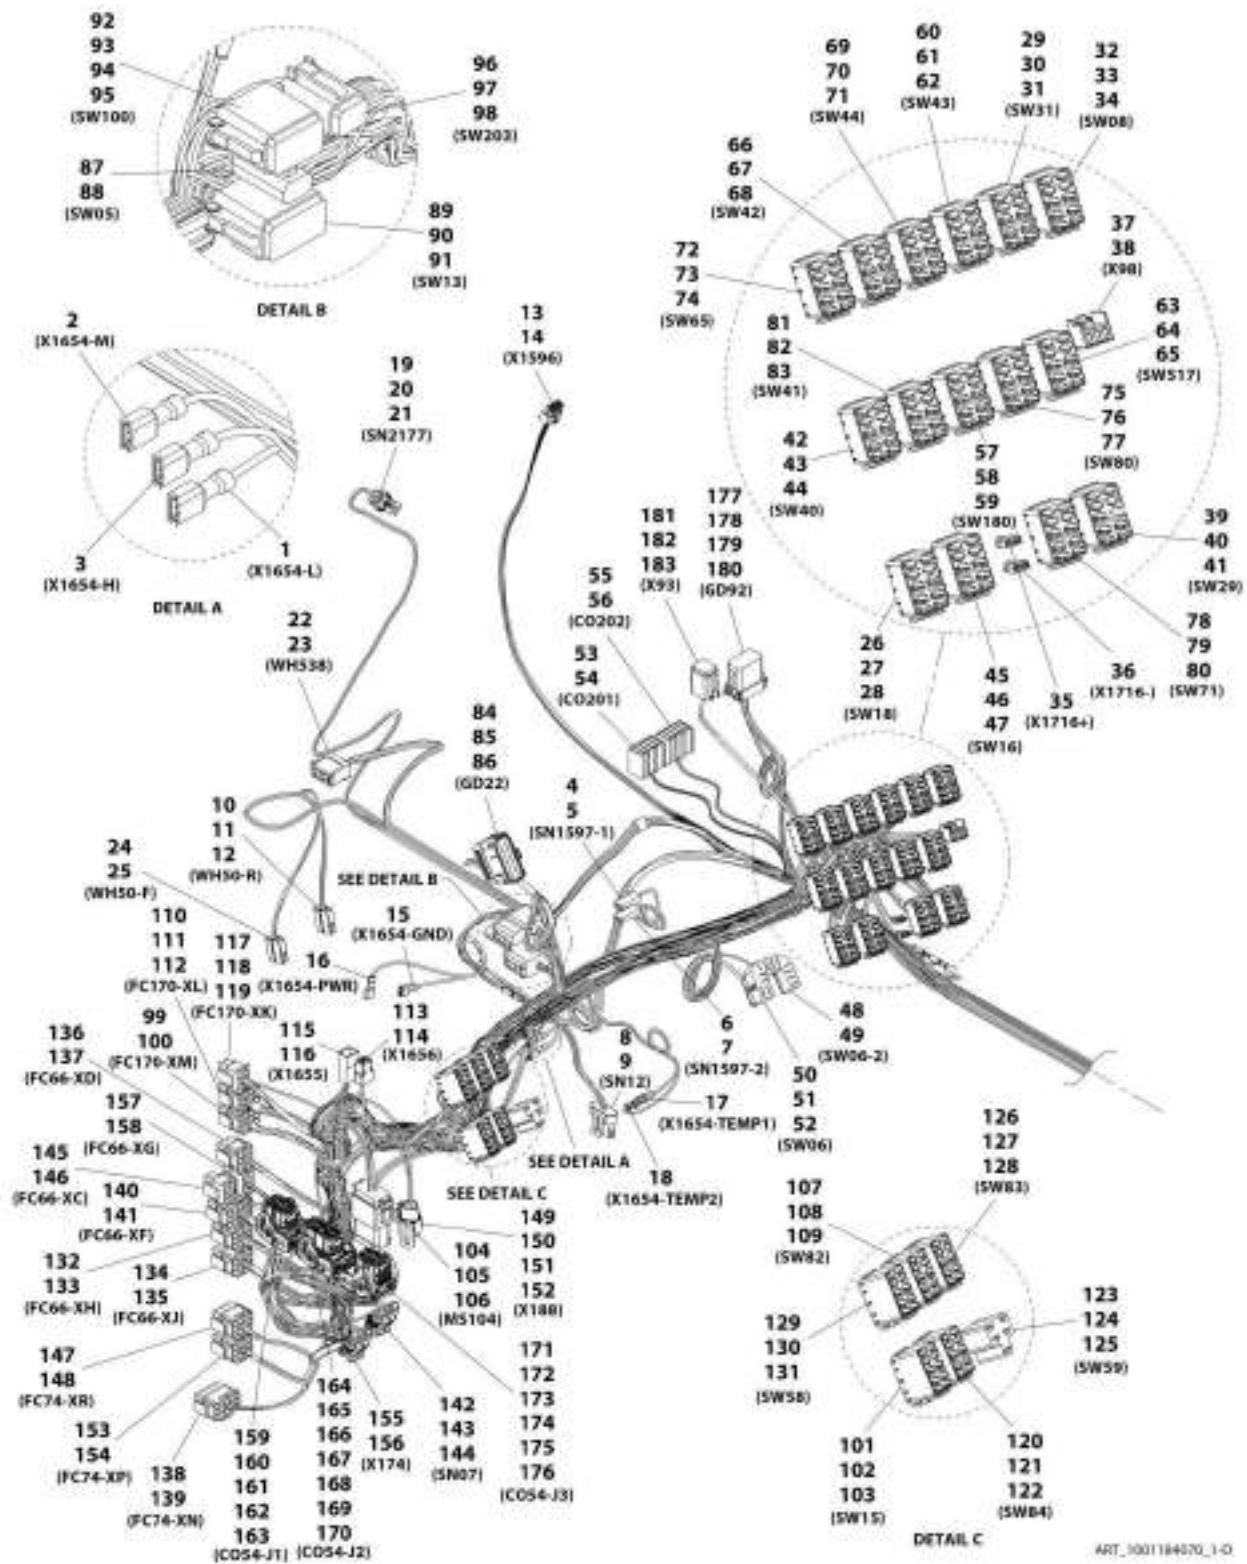 92
93
94
95
(SW100)
96
97
98
(SW203)
87
88
(SW05)
89
90
91
(SW13)
DETAIL B
69
70
71
(SW44)
60
61
62
(SW43)
29
30
31
(SW31)
32
33
34
(SW08)
66
67
68
(SW42)
72
73
74
(SW65)
37
38
(X98)
81
82
83
(SW41)
63
64
65
(SW517)
42
43
44
(SW40)
75
76
77
(SW80)
57
58
59
(SW180)
39
40
41
(SW29)
26
27
28
(SW18)
45
46
47
(SW16)
35
(X1716+)
36
(X1716-)
78
79
80
(SW71)
2
(X1654-M)
3
(X1654-H)
1
(X1654-L)
DETAIL A
19
20
21
(SN2177)
13
14
(X1596)
22
23
(WH538)
181
182
183
(X93)
177
178
179
180
(GD92)
55
56
(CO202)
53
54
(CO201)
84
85
86
(GD22)
4
5
(SN1597-1)
10
11
12
(WH50-R)
24
25
(WH50-F)
SEE DETAIL B
15
(X1654-GND)
16
(X1654-PWR)
110
111
112
(FC170-XL)
117
118
119
(FC170-XK)
99
100
(FC170-XM)
113
114
(X1656)
115
116
(X1655)
136
137
(FC66-XD)
157
158
(FC66-XG)
145
146
(FC66-XC)
140
141
(FC66-XF)
132
133
(FC66-XH)
134
135
(FC66-XJ)
147
148
(FC74-XR)
153
154
(FC74-XP)
138
139
(FC74-XN)
159
160
161
162
163
(CO54-J1)
164
165
166
167
168
169
170
(CO54-J2)
155
156
(X174)
142
143
144
(SN07)
171
172
173
174
175
176
(CO54-J3)
104
105
106
(MS104)
149
150
151
152
(X188)
SEE DETAIL C
SEE DETAIL A
8
9
(SN12)
6
7
(SN1597-2)
48
49
(SW06-2)
50
51
52
(SW06)
17
(X1654-TEMP1)
18
(X1654-TEMP2)
126
127
128
(SW83)
107
108
109
(SW82)
129
130
131
(SW58)
123
124
125
(SW59)
101
102
103
(SW15)
120
121
122
(SW84)
DETAIL C
ART_1001184070_1-D